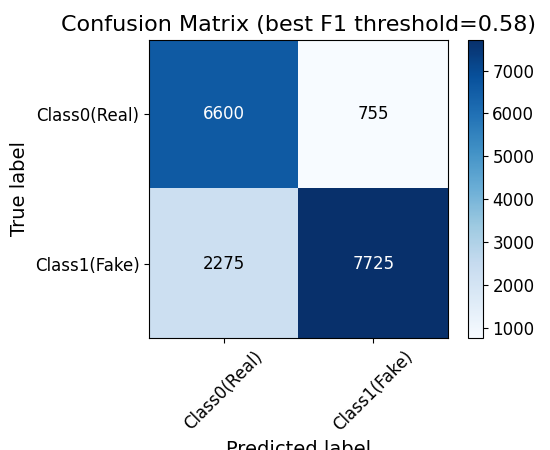 Confusion Matrix (best F1 threshold=0.58)
True label
Class0(Real)
6600
755
Class1(Fake)
2275
7725
Class0(Real)
Class1(Fake)
Predicted label
7000
6000
5000
4000
3000
2000
1000